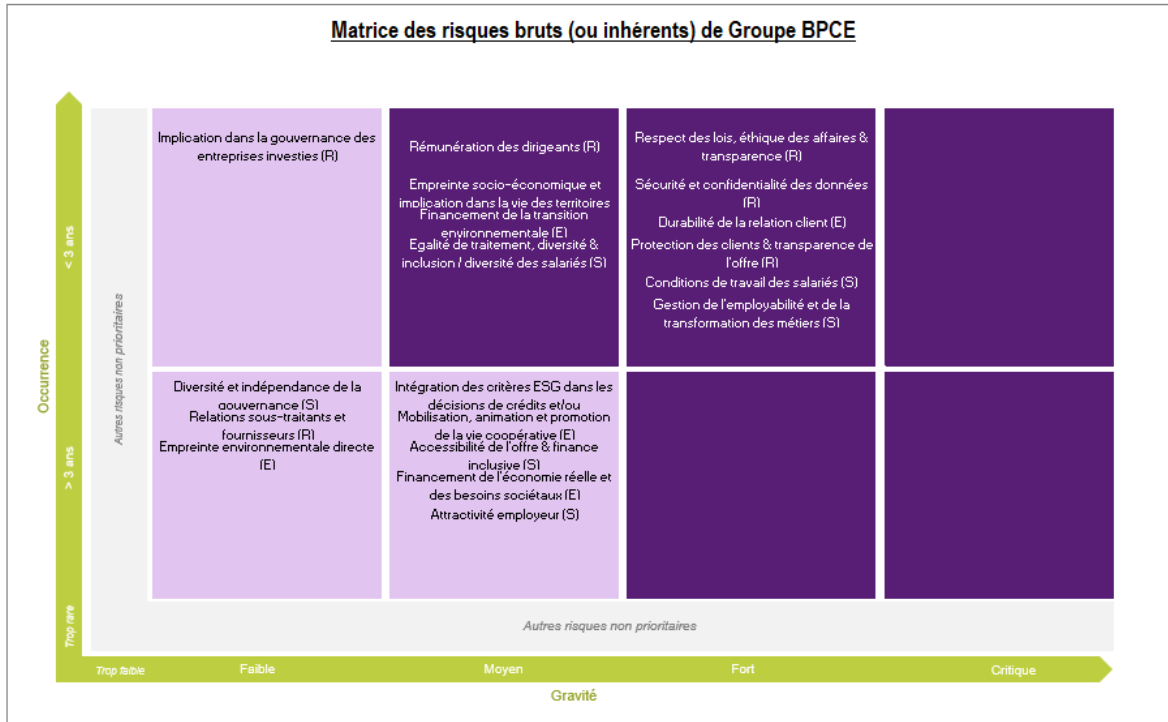 Matrice des risques bruts (ou inhérents) de Groupe BPCE
Implication dans la gouvernance des
entreprises investies (R)
Rémunération des dirigeants (R)
Empreinte socio-économique et
implication dans la vie des territoires
Financement de la transition
environnementale (E)
Egalité de traitement, diversité &
inclusion / diversité des salariés (S)
Respect des lois, éthique des affaires &
transparence (R)
Sécurité et confidentialité des données
(R)
Durabilité de la relation client (E)
Protection des clients & transparence de
l'offre (R)
Conditions de travail des salariés (S)
Gestion de l'employabilité et de la
transformation des métiers (S)
Diversité et indépendance de la
gouvernance (S)
Relations sous-traitants et
fournisseurs (R)
Empreinte environnementale directe
(E)
Intégration des critères ESG dans les
décisions de crédits et/ou
Mobilisation, animation et promotion
de la vie coopérative (E)
Accessibilité de l'offre & finance
inclusive (S)
Financement de l'économie réelle et
des besoins sociétaux (E)
Attractivité employeur (S)
Occurrence
< 3 ans
> 3 ans
Trop rare
Autres risques non prioritaires
Autres risques non prioritaires
Trop faible
Faible
Moyen
Fort
Critique
Gravité